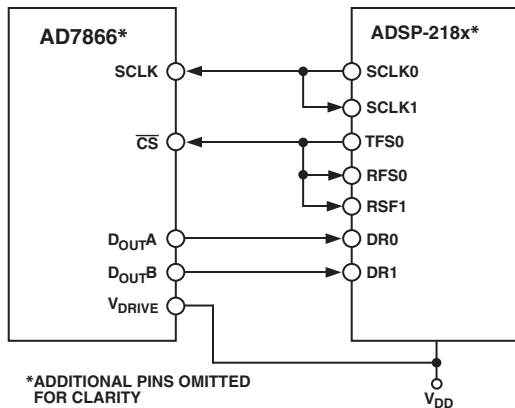 AD7866*
ADSP-218x*
SCLK
SCLK0
SCLK1
CS
TFS0
RFS0
RSF1
DOUTA
DR0
DOUTB
DR1
VDRIVE
*ADDITIONAL PINS OMITTED
FOR CLARITY
VDD